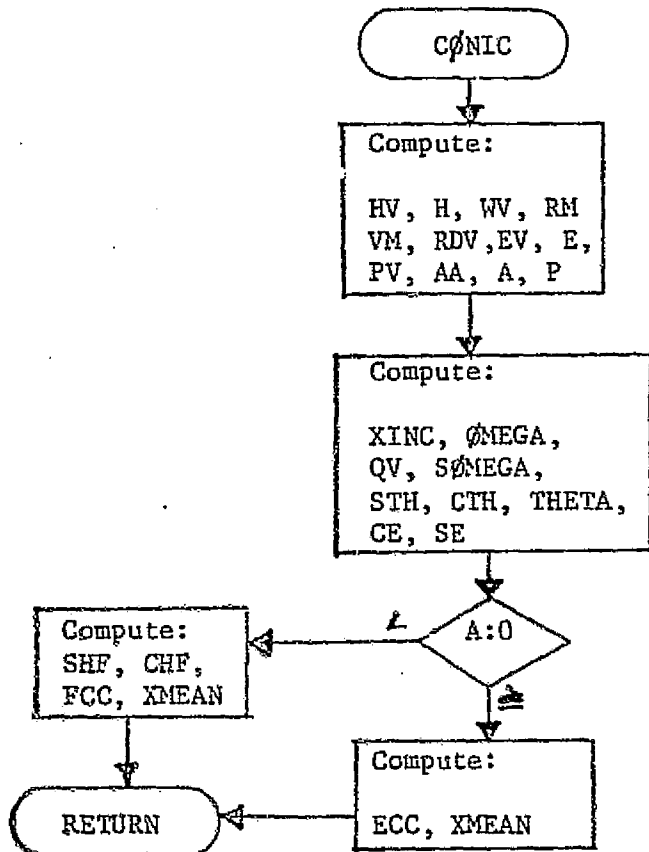 CØNIC
Compute:
HV, H, WV, RM
VM, RDV,EV, E,
PV, AA, A, P
Compute:
XINC, ØMEGA,
QV, SØMEGA,
STH, CTH, THETA,
CE, SE
A:0
Compute:
SHF, CHF,
FCC, XMEAN
Compute:
ECC, XMEAN
RETURN